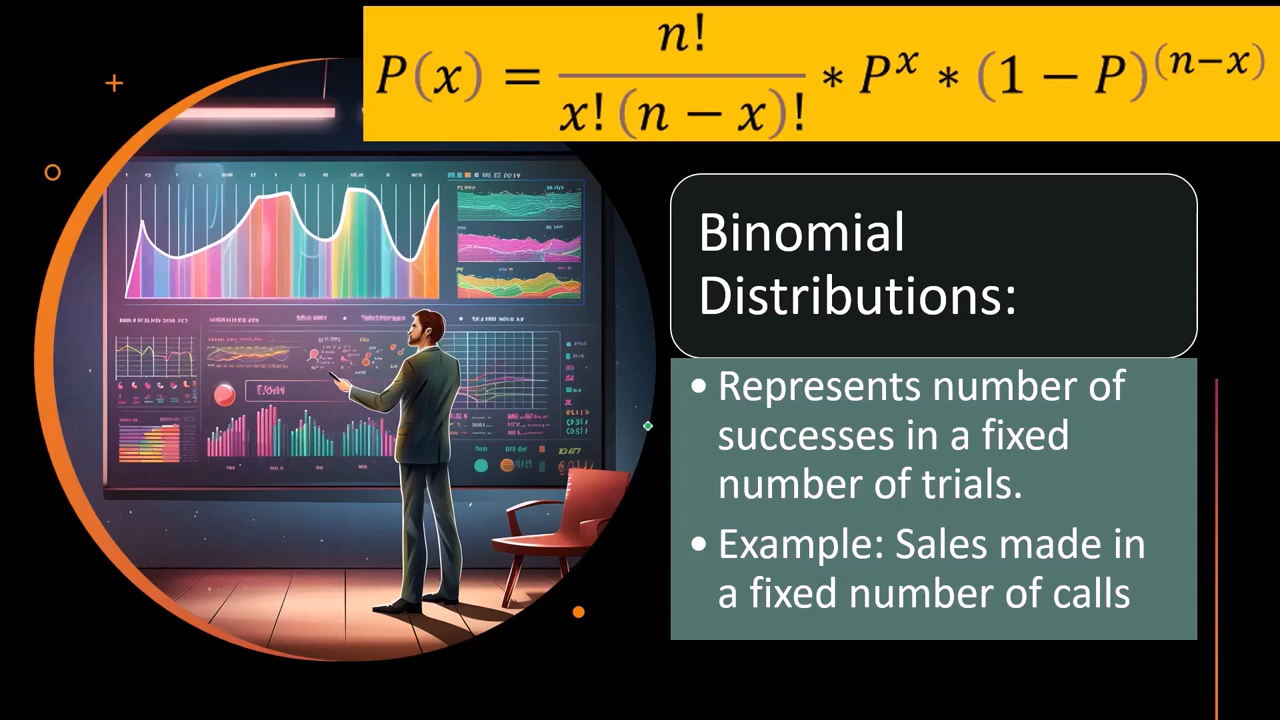 P(x) = n! / x! (n − x)! * P^x * (1 − P)^(n−x)
Binomial
Distributions:
• Represents number of
successes in a fixed
number of trials.
• Example: Sales made in
a fixed number of calls